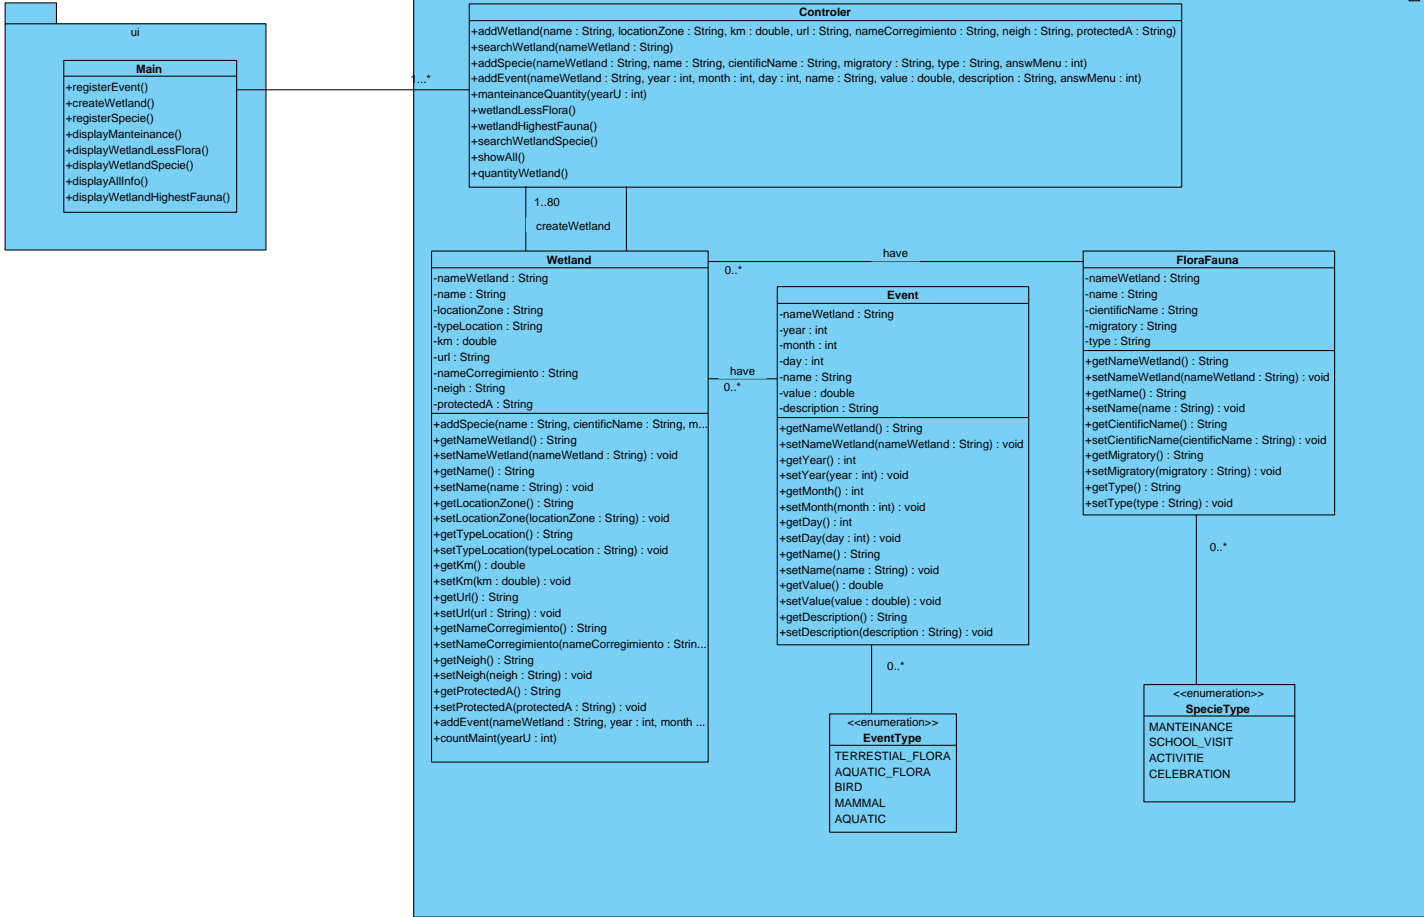 ui
Main
+registerEvent()
+createWetland()
+registerSpecie()
+displayManteinance()
+displayWetlandLessFlora()
+displayWetlandSpecie()
+displayAllInfo()
+displayWetlandHighestFauna()
1...*
Controler
+addWetland(name : String, locationZone : String, km : double, url : String, nameCorregimiento : String, neigh : String, protectedA : String)
+searchWetland(nameWetland : String)
+addSpecie(nameWetland : String, name : String, cientificName : String, migratory : String, type : String, answMenu : int)
+addEvent(nameWetland : String, year : int, month : int, day : int, name : String, value : double, description : String, answMenu : int)
+manteinanceQuantity(yearU : int)
+wetlandLessFlora()
+wetlandHighestFauna()
+searchWetlandSpecie()
+showAll()
+quantityWetland()
1..80
createWetland
Wetland
-nameWetland : String
-name : String
-locationZone : String
-typeLocation : String
-km : double
-url : String
-nameCorregimiento : String
-neigh : String
-protectedA : String
+addSpecie(name : String, cientificName : String, m...
+getNameWetland() : String
+setNameWetland(nameWetland : String) : void
+getName() : String
+setName(name : String) : void
+getLocationZone() : String
+setLocationZone(locationZone : String) : void
+getTypeLocation() : String
+setTypeLocation(typeLocation : String) : void
+getKm() : double
+setKm(km : double) : void
+getUrl() : String
+setUrl(url : String) : void
+getNameCorregimiento() : String
+setNameCorregimiento(nameCorregimiento : Strin...
+getNeigh() : String
+setNeigh(neigh : String) : void
+getProtectedA() : String
+setProtectedA(protectedA : String) : void
+addEvent(nameWetland : String, year : int, month ...
+countMaint(yearU : int)
have
0..*
have
0..*
Event
-nameWetland : String
-year : int
-month : int
-day : int
-name : String
-value : double
-description : String
+getNameWetland() : String
+setNameWetland(nameWetland : String) : void
+getYear() : int
+setYear(year : int) : void
+getMonth() : int
+setMonth(month : int) : void
+getDay() : int
+setDay(day : int) : void
+getName() : String
+setName(name : String) : void
+getValue() : double
+setValue(value : double) : void
+getDescription() : String
+setDescription(description : String) : void
0..*
<<enumeration>>
EventType
TERRESTIAL_FLORA
AQUATIC_FLORA
BIRD
MAMMAL
AQUATIC
FloraFauna
-nameWetland : String
-name : String
-cientificName : String
-migratory : String
-type : String
+getNameWetland() : String
+setNameWetland(nameWetland : String) : void
+getName() : String
+setName(name : String) : void
+getCientificName() : String
+setCientificName(cientificName : String) : void
+getMigratory() : String
+setMigratory(migratory : String) : void
+getType() : String
+setType(type : String) : void
0..*
<<enumeration>>
SpecieType
MANTEINANCE
SCHOOL_VISIT
ACTIVITIE
CELEBRATION